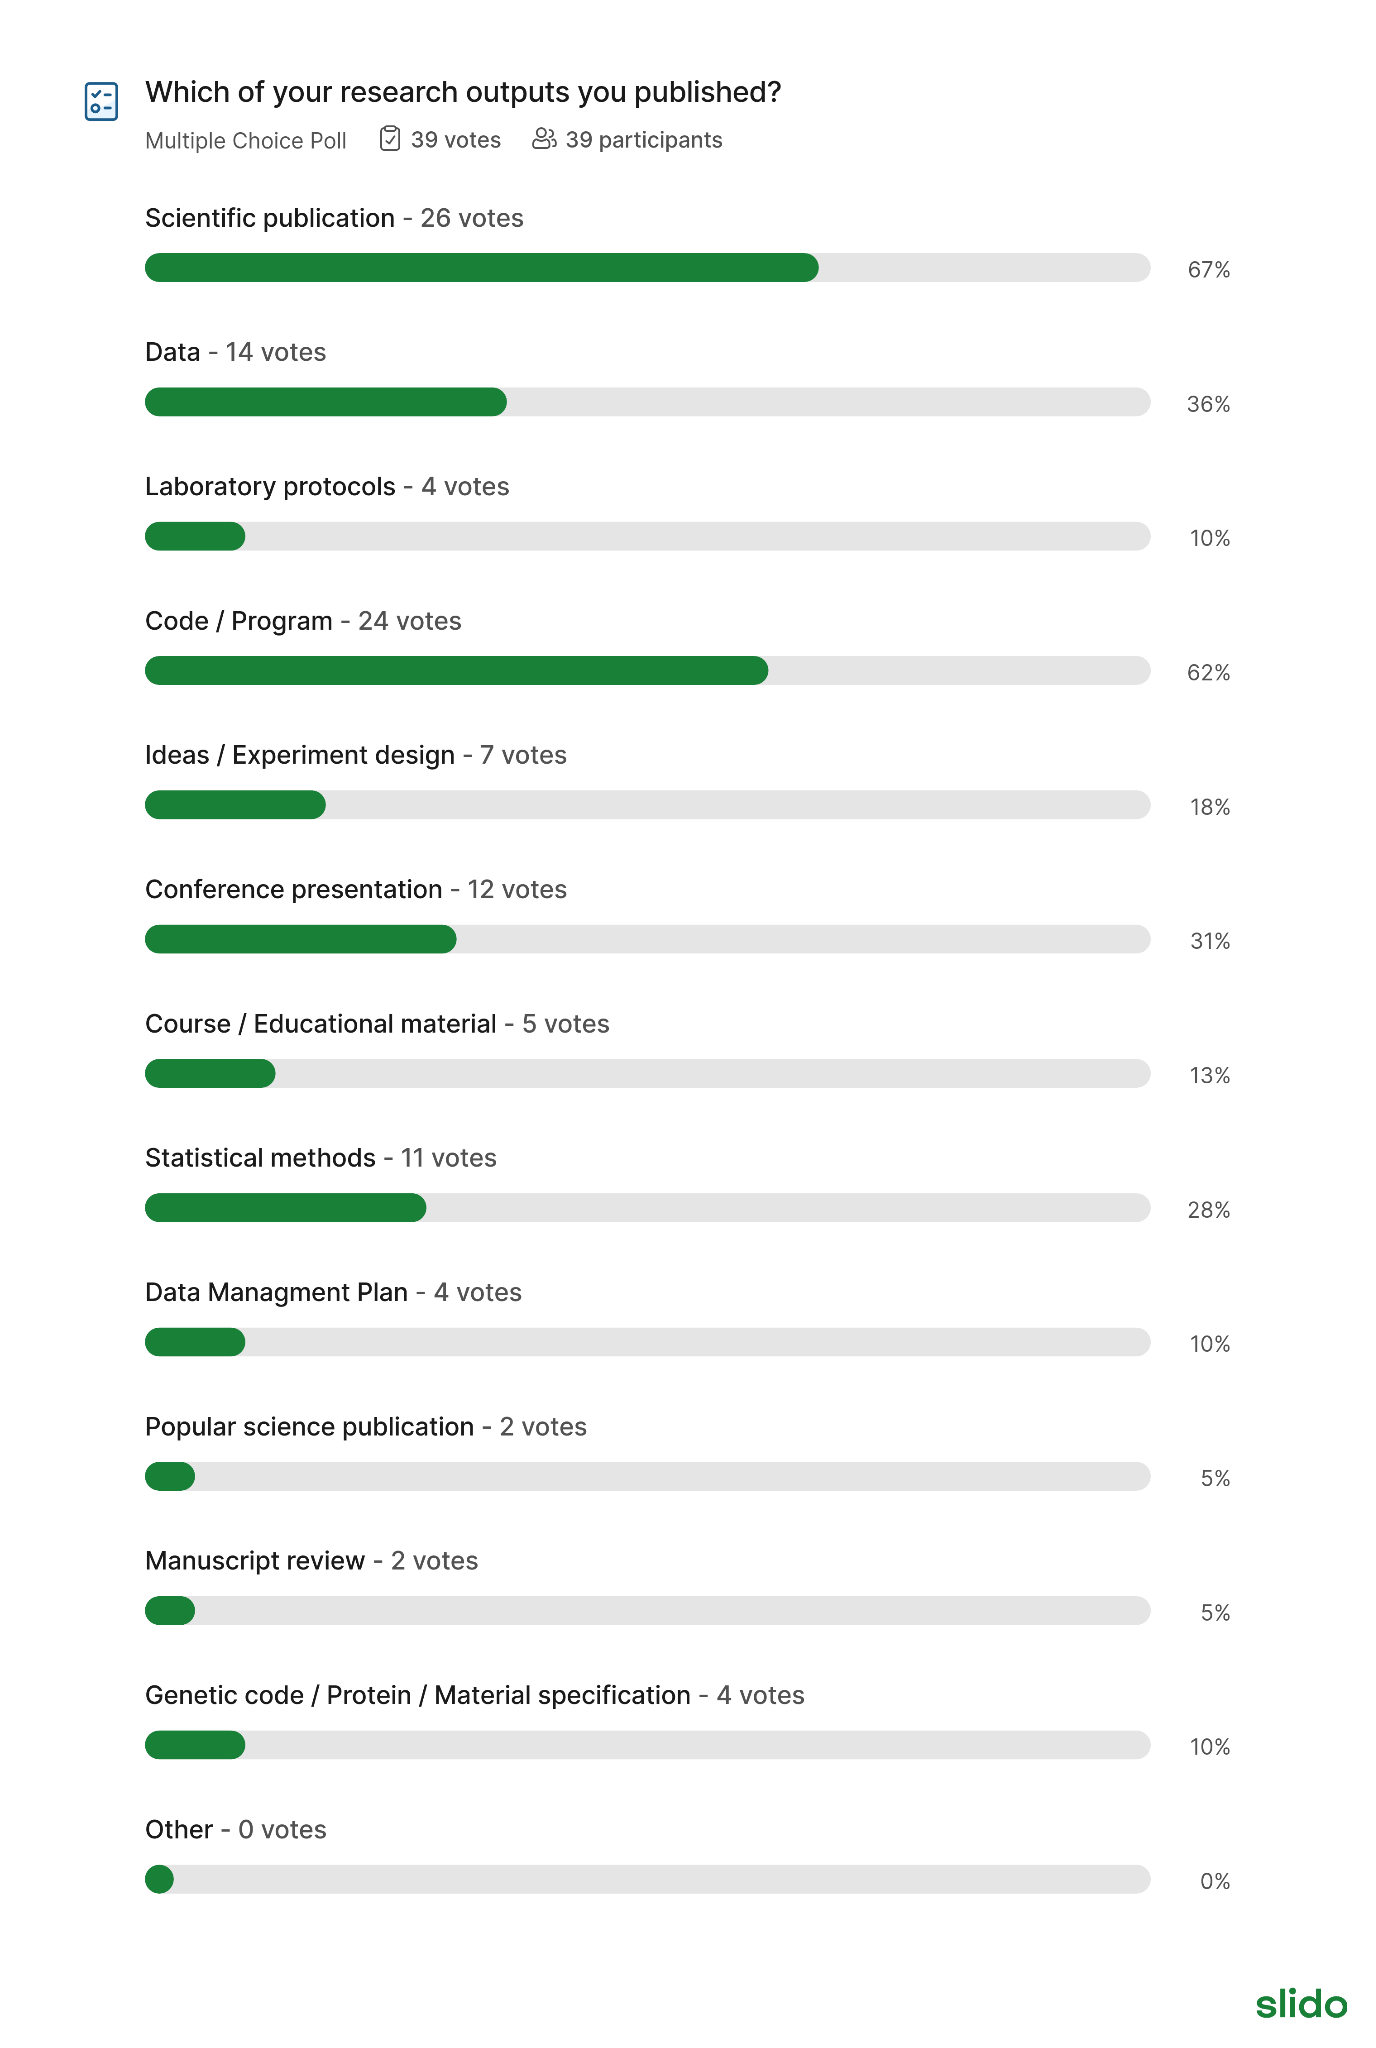 Which of your research outputs you published?
Multiple Choice Poll 39 votes 39 participants
Scientific publication - 26 votes
67%
Data - 14 votes
36%
Laboratory protocols - 4 votes
10%
Code / Program - 24 votes
62%
Ideas / Experiment design - 7 votes
18%
Conference presentation - 12 votes
31%
Course / Educational material - 5 votes
13%
Statistical methods - 11 votes
28%
Data Managment Plan - 4 votes
10%
Popular science publication - 2 votes
5%
Manuscript review - 2 votes
5%
Genetic code / Protein / Material specification - 4 votes
10%
Other - 0 votes
0%
slido